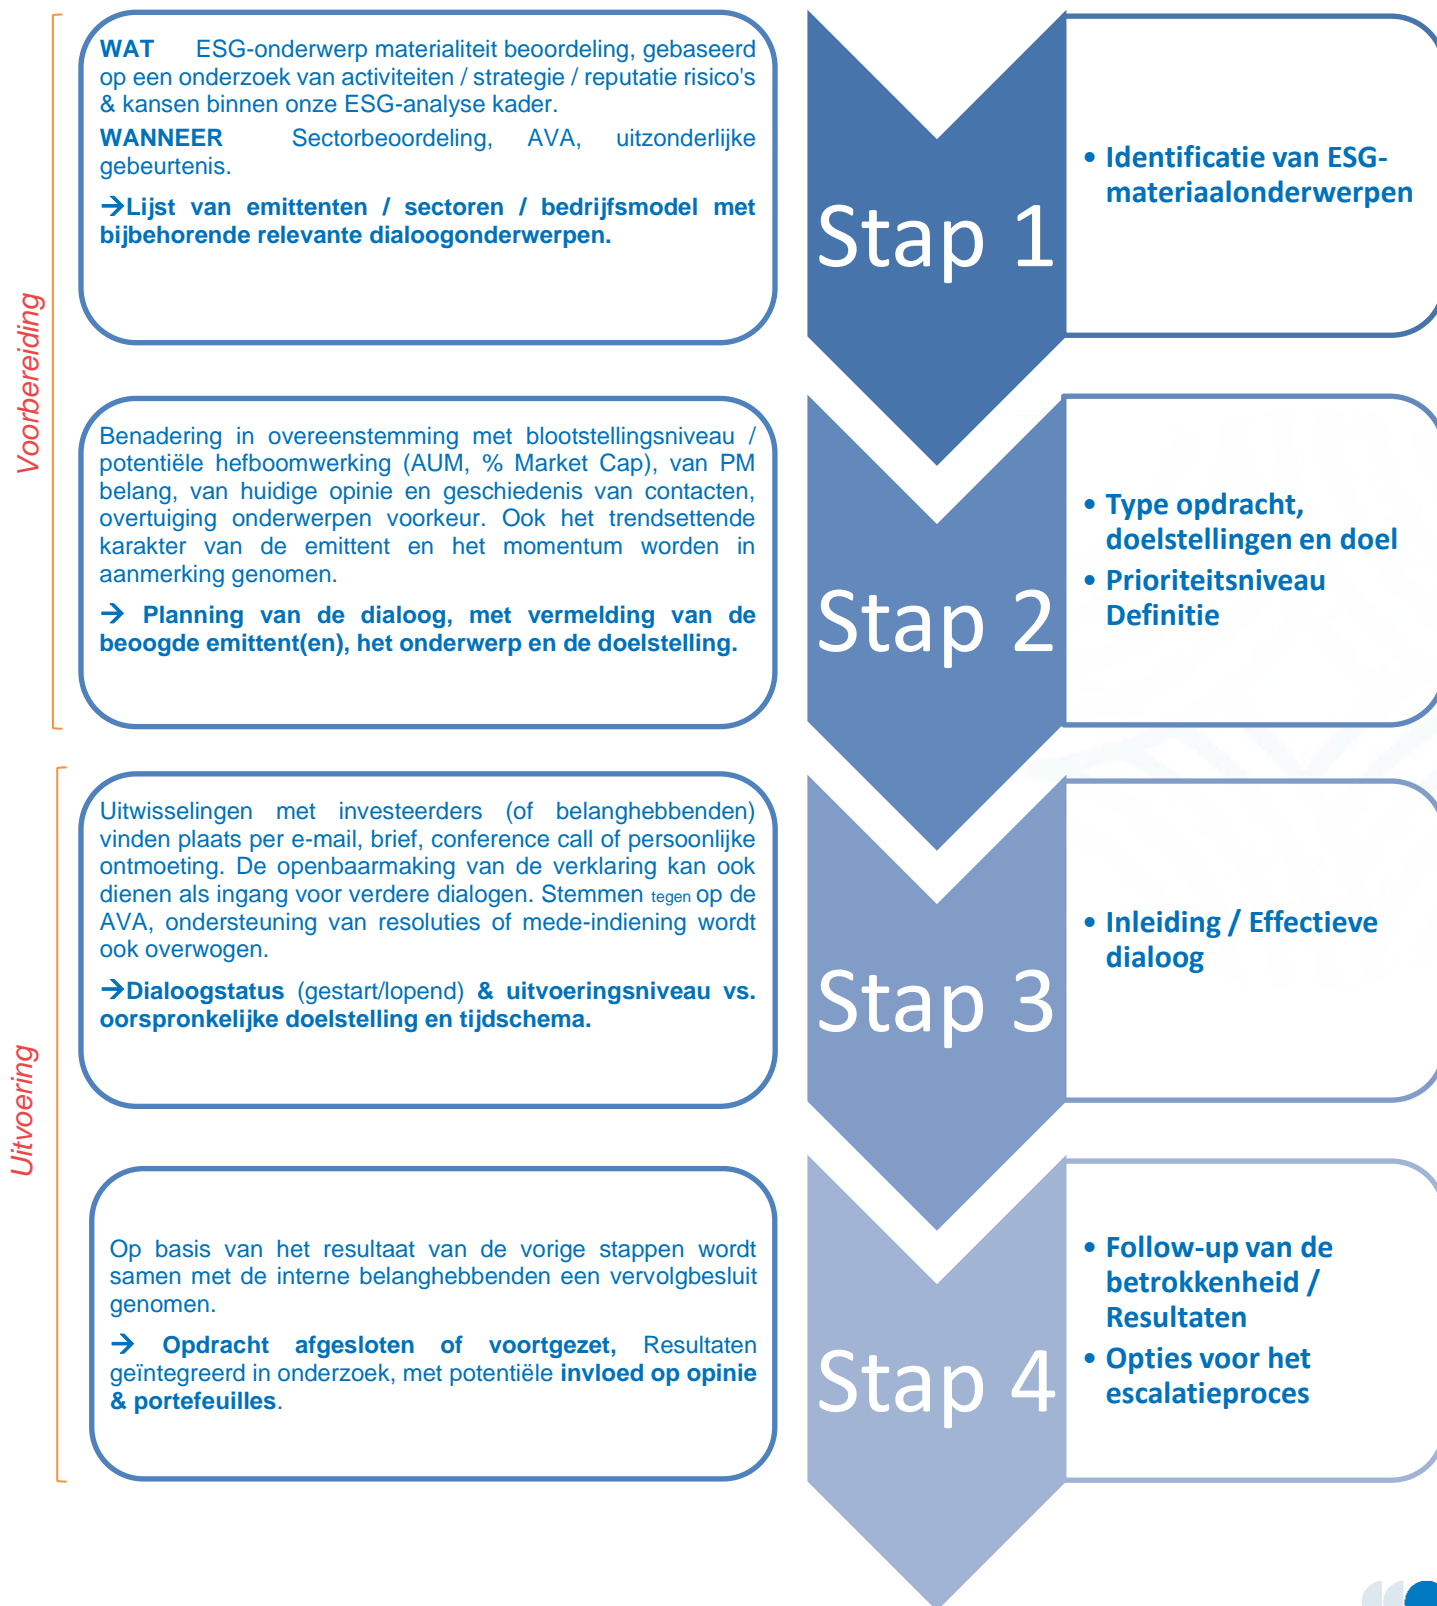 Voorbereiding
WAT ESG-onderwerp materialiteit beoordeling, gebaseerd
op een onderzoek van activiteiten / strategie / reputatie risico's
& kansen binnen onze ESG-analyse kader.
WANNEER Sectorbeoordeling, AVA, uitzonderlijke
gebeurtenis.
→Lijst van emittenten / sectoren / bedrijfsmodel met
bijbehorende relevante dialoogonderwerpen.
Stap 1
• Identificatie van ESG-
materiaalonderwerpen
Benadering in overeenstemming met blootstellingsniveau /
potentiële hefboomwerking (AUM, % Market Cap), van PM
belang, van huidige opinie en geschiedenis van contacten,
overtuiging onderwerpen voorkeur. Ook het trendsettende
karakter van de emittent en het momentum worden in
aanmerking genomen.
→ Planning van de dialoog, met vermelding van de
beoogde emittent(en), het onderwerp en de doelstelling.
Stap 2
• Type opdracht,
doelstellingen en doel
• Prioriteitsniveau
Definitie
Uitvoering
Uitwisselingen met investeerders (of belanghebbenden)
vinden plaats per e-mail, brief, conference call of persoonlijke
ontmoeting. De openbaarmaking van de verklaring kan ook
dienen als ingang voor verdere dialogen. Stemmen tegen op de
AVA, ondersteuning van resoluties of mede-indiening wordt
ook overwogen.
→Dialoogstatus (gestart/lopend) & uitvoeringsniveau vs.
oorspronkelijke doelstelling en tijdschema.
Stap 3
• Inleiding / Effectieve
dialoog
Op basis van het resultaat van de vorige stappen wordt
samen met de interne belanghebbenden een vervolgbesluit
genomen.
→ Opdracht afgesloten of voortgezet, Resultaten
geïntegreerd in onderzoek, met potentiële invloed op opinie
& portefeuilles.
Stap 4
• Follow-up van de
betrokkenheid /
Resultaten
• Opties voor het
escalatieproces